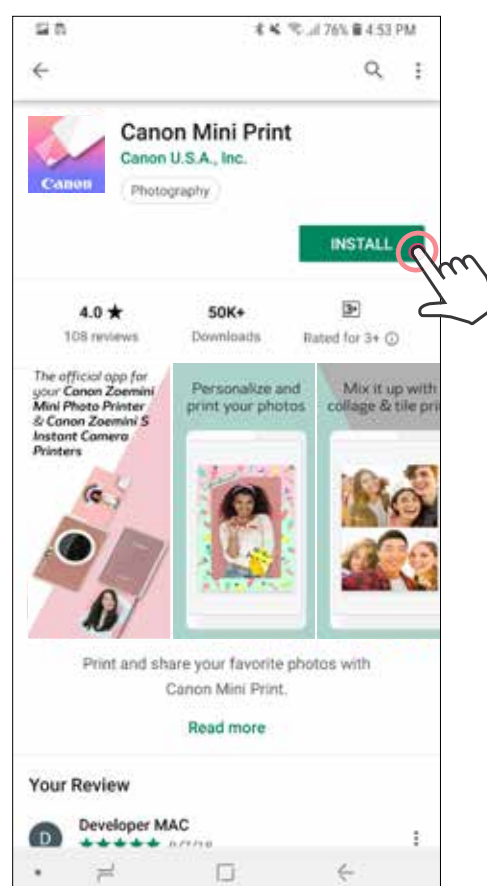 76% 4:53 PM
Canon Mini Print
Canon U.S.A., Inc.
Canon
Photography
INSTALL
4.0 ★
50K+
3+
108 reviews
Downloads
Rated for 3+
The official app for
your Canon Zoemini
Mini Photo Printer
& Canon Zoemini S
Instant Camera
Printers
Personalize and
print your photos
Mix it up with
collage & tile pri
Print and share your favorite photos with
Canon Mini Print.
Read more
Your Review
D
Developer MAC